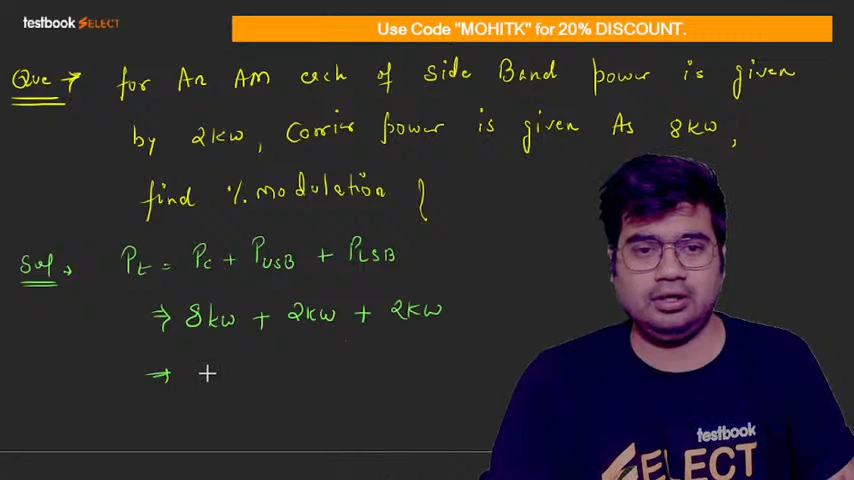 testbook SELECT
Use Code "MOHITK" for 20% DISCOUNT.
Que → for An AM each of Side Band power is given
by 2kw, Carrier power is given As 8kw,
find % modulation
Sol → Pt = Pc + PUSB + PLSB
⇒ 8kw + 2kw + 2kw
⇒
testbook
SELECT